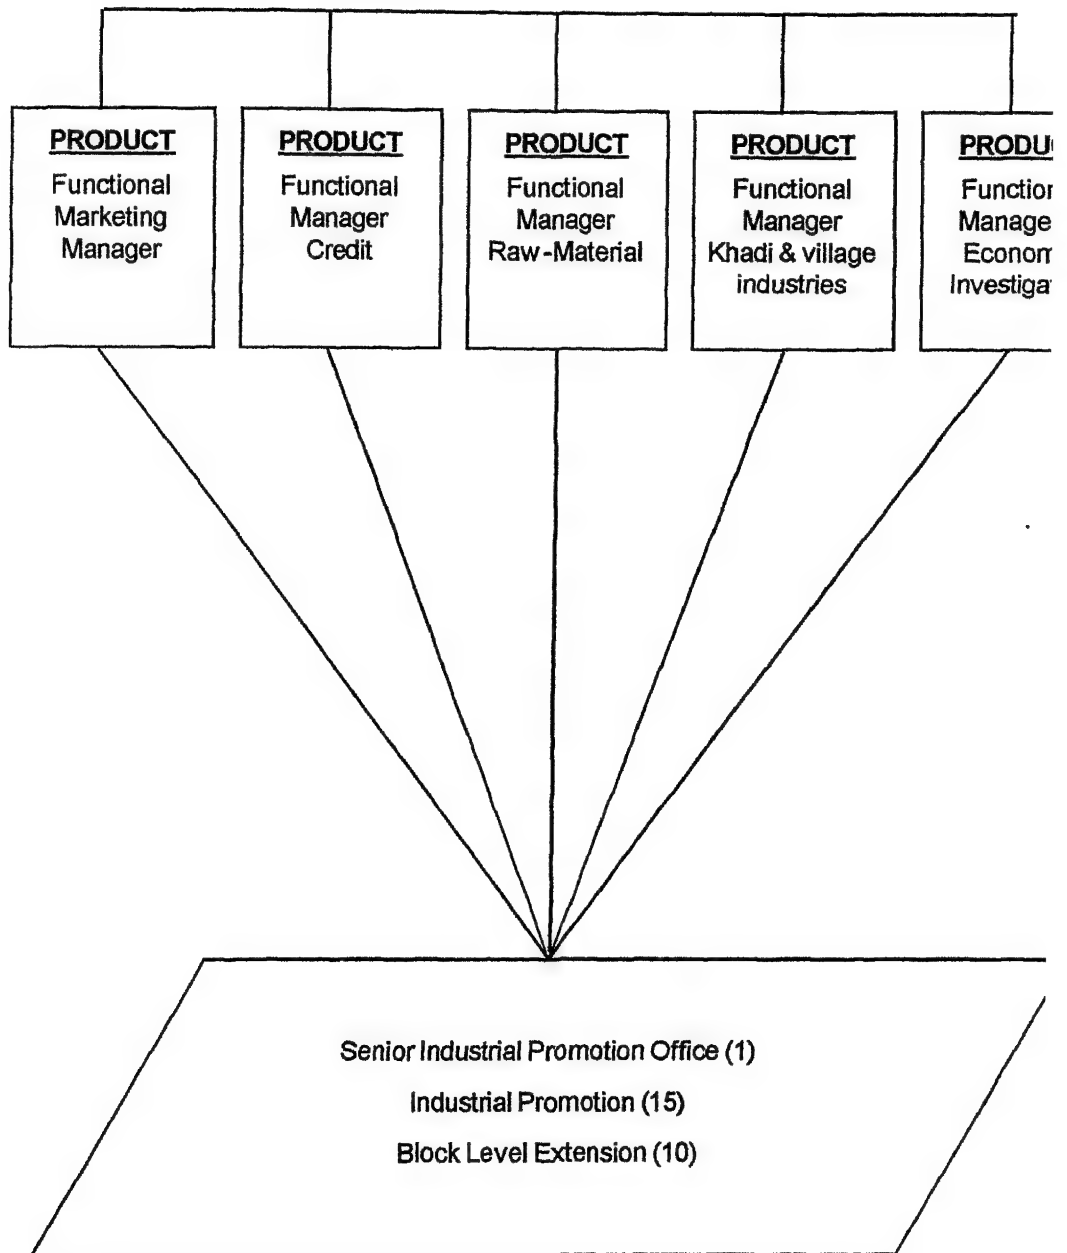 PRODUCT
Functional
Marketing
Manager
PRODUCT
Functional
Manager
Credit
PRODUCT
Functional
Manager
Raw-Material
PRODUCT
Functional
Manager
Khadi & village
industries
Senior Industrial Promotion Office (1)
Industrial Promotion (15)
Block Level Extension (10)